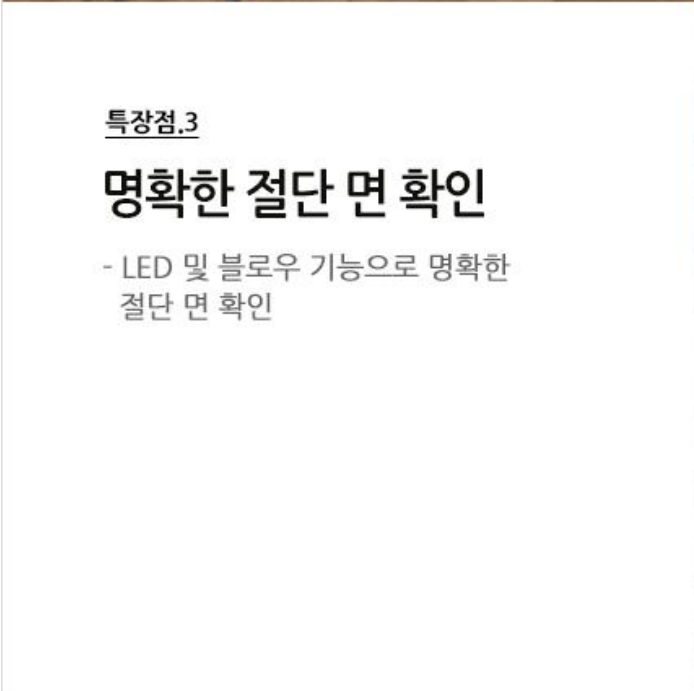 특장점.3
명확한 절단 면 확인
- LED 및 블로우 기능으로 명확한
절단 면 확인